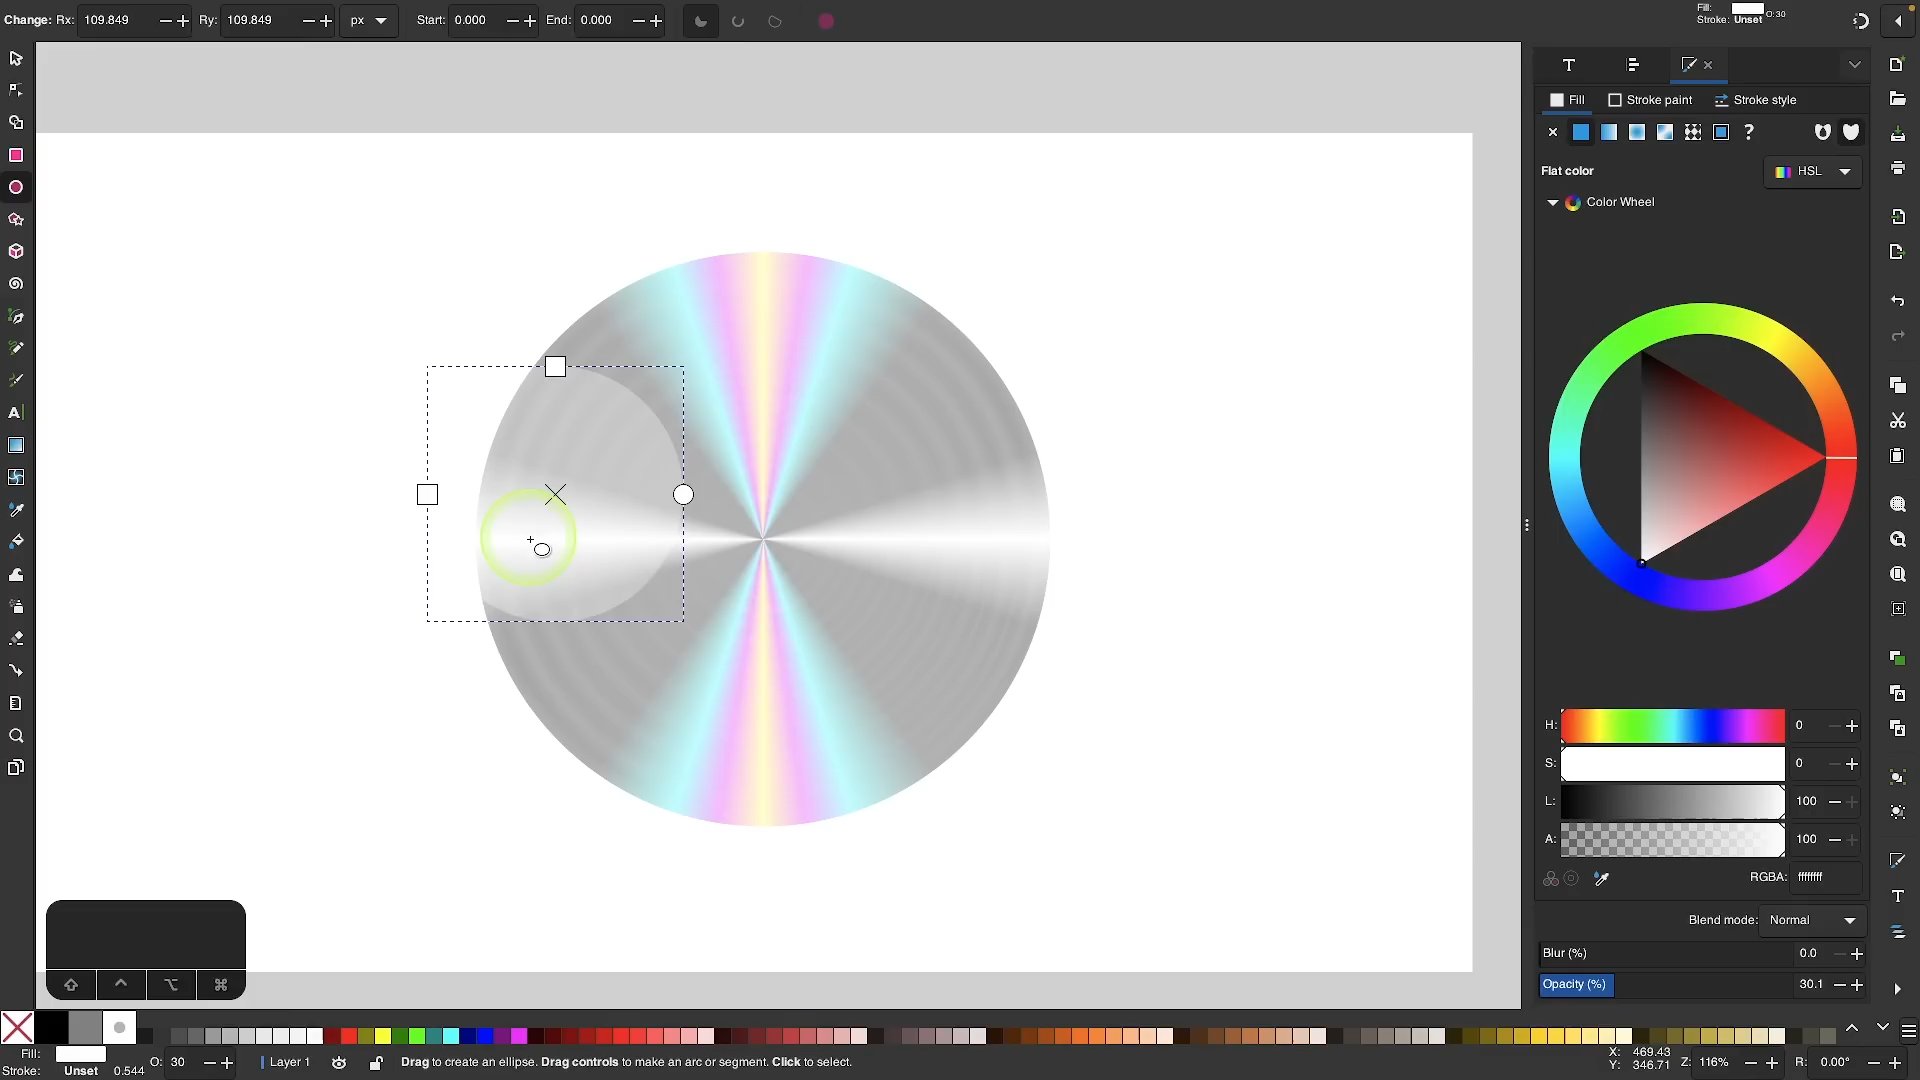 Change: Rx: 109.849 Ry: 109.849 px Start: 0.000 End: 0.000
Fill:
Stroke: Unset O:30
Fill Stroke paint Stroke style
Flat color HSL
Color Wheel
H: 0
S: 0
L: 100
A: 100
RGBA: ffffffff
Blend mode: Normal
Blur (%) 0.0
Opacity (%) 30.1
Fill: O: 30 Layer 1 Drag to create an ellipse. Drag controls to make an arc or segment. Click to select. X: 469.43 Z: 116% R: 0.00°
Stroke: Unset 0.544 Y: 346.71